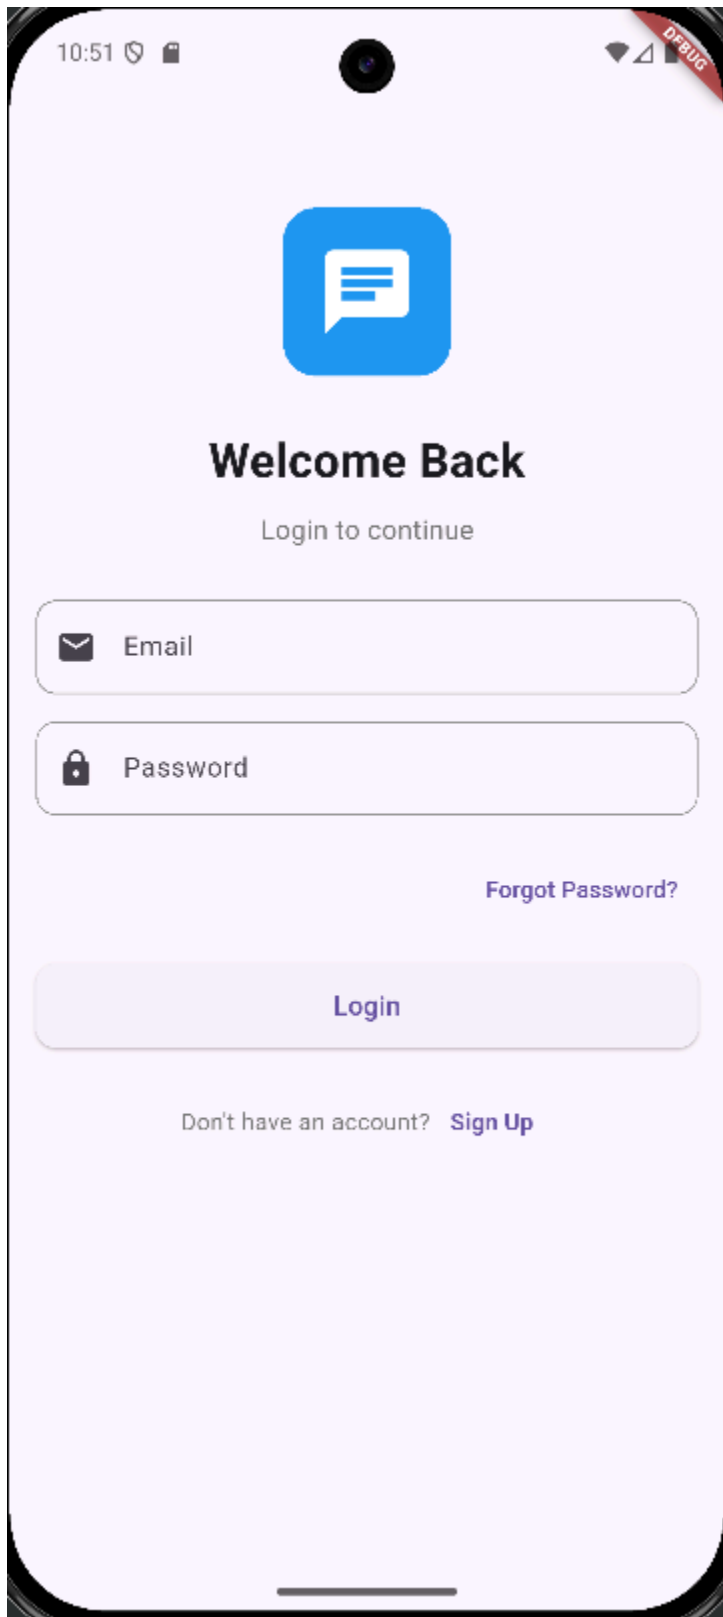 10:51
DEBUG
Welcome Back
Login to continue
Email
Password
Forgot Password?
Login
Don't have an account? Sign Up